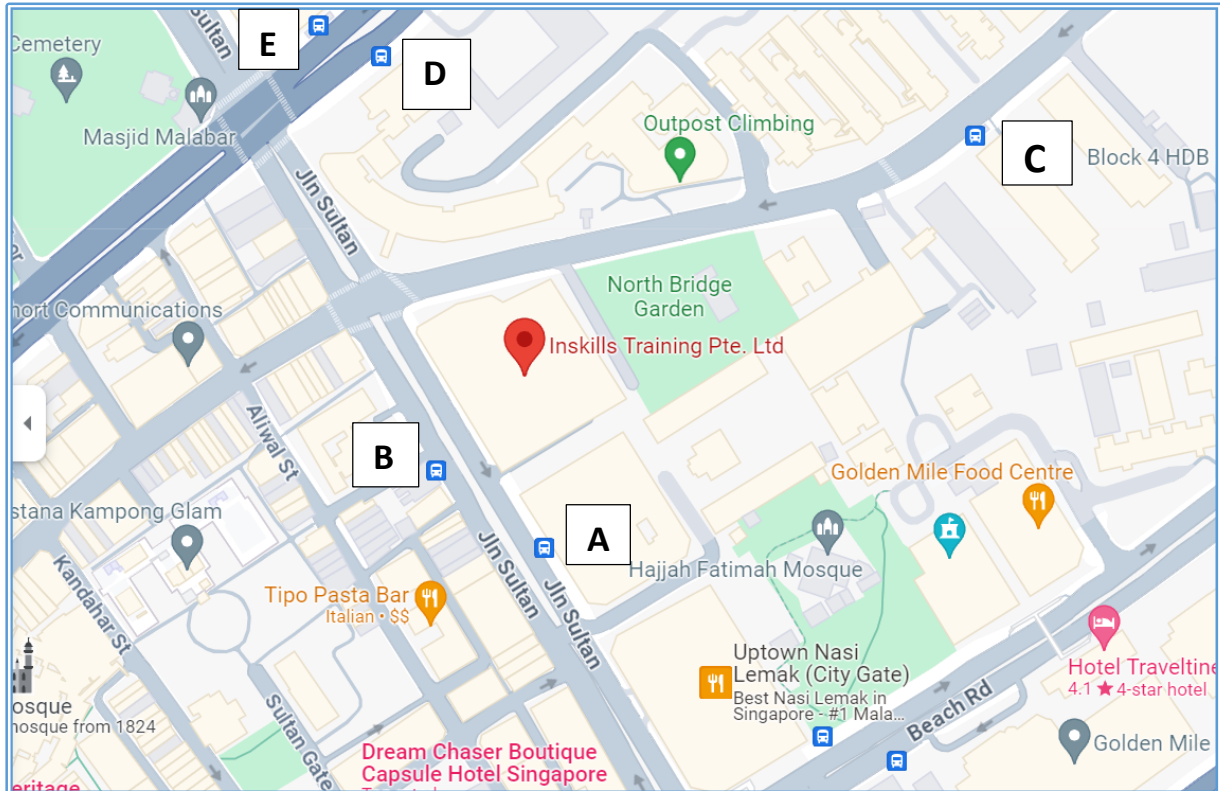 Sultan
E
D
Cemetery
Masjid Malabar
Outpost Climbing
C
Block 4 HDB
Jln Sultan
North Bridge
Garden
hort Communications
Inskills Training Pte. Ltd
Aliwal St
B
Golden Mile Food Centre
stana Kampong Glam
A
Jln Sultan
Jln Sultan
Hajjah Fatimah Mosque
Kandahar St
Tipo Pasta Bar
Italian • $$
Uptown Nasi
Lemak (City Gate)
Best Nasi Lemak in
Singapore - #1 Mala...
Hotel Traveltine
4.1 ★ 4-star hotel
osque
nosque from 1824
Sultan Gate
Beach Rd
Golden Mile
Dream Chaser Boutique
Capsule Hotel Singapore
eritage